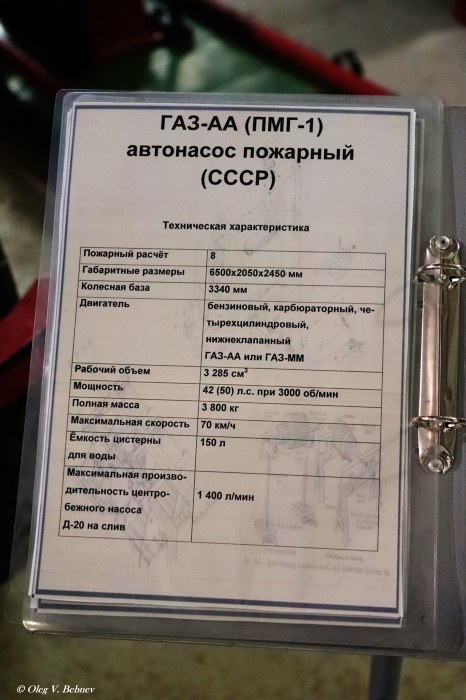 ГАЗ-АА (ПМГ-1)
автонасос пожарный
(СССР)
Техническая характеристика
Пожарный расчёт 8
Габаритные размеры 6500х2050х2450 мм
Колесная база 3340 мм
Двигатель бензиновый, карбюраторный, че-
тырехцилиндровый,
нижнеклапанный
ГАЗ-АА или ГАЗ-ММ
Рабочий объем 3 285 см³
Мощность 42 (50) л.с. при 3000 об/мин
Полная масса 3 800 кг
Максимальная скорость 70 км/ч
Ёмкость цистерны 150 л
для воды
Максимальная произво-
дительность центро-
бежного насоса
Д-20 на слив
1 400 л/мин
© Oleg V. Bebnev